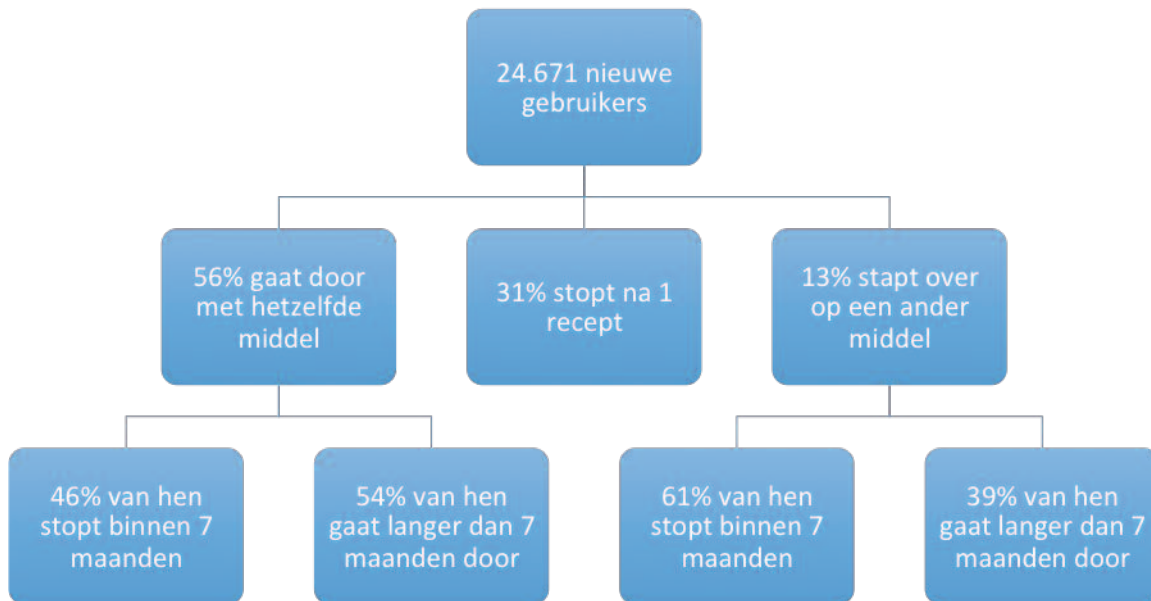 24.671 nieuwe
gebruikers
56% gaat door
met hetzelfde
middel
31% stopt na 1
recept
13% stapt over
op een ander
middel
46% van hen
stopt binnen 7
maanden
54% van hen
gaat langer dan 7
maanden door
61% van hen
stopt binnen 7
maanden
39% van hen
gaat langer dan 7
maanden door